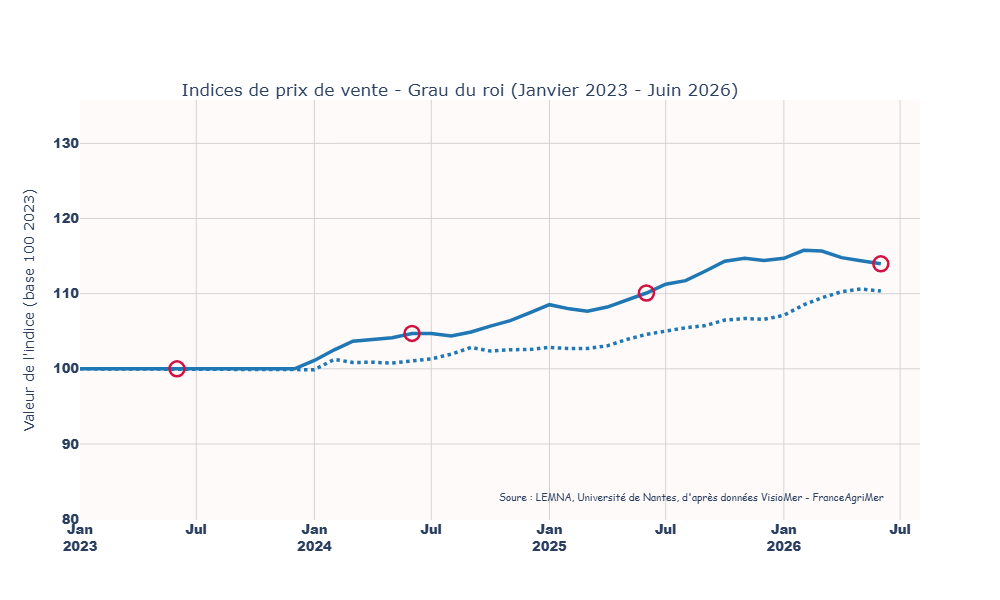 Indices de prix de vente - Grau du roi (Janvier 2023 - Juin 2026)
Valeur de l'indice (base 100 2023)
130
120
110
100
90
80
Soure : LEMNA, Université de Nantes, d'après données VisioMer - FranceAgriMer
Jan Jul Jan Jul Jan Jul Jan Jul
2023 2024 2025 2026